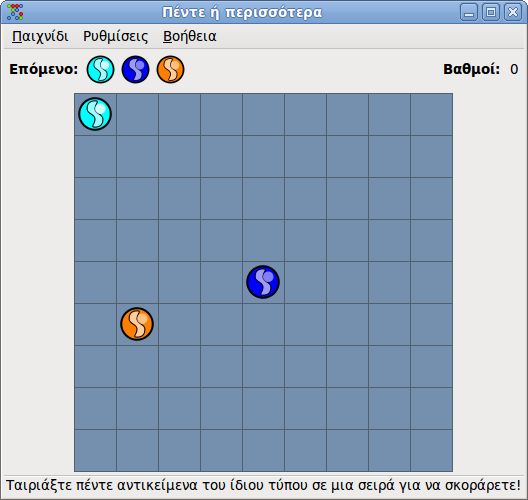 Πέντε ή περισσότερα
Παιχνίδι Ρυθμίσεις Βοήθεια
Επόμενο: Βαθμοί: 0
Ταιριάξτε πέντε αντικείμενα του ίδιου τύπου σε μια σειρά για να σκοράρετε!